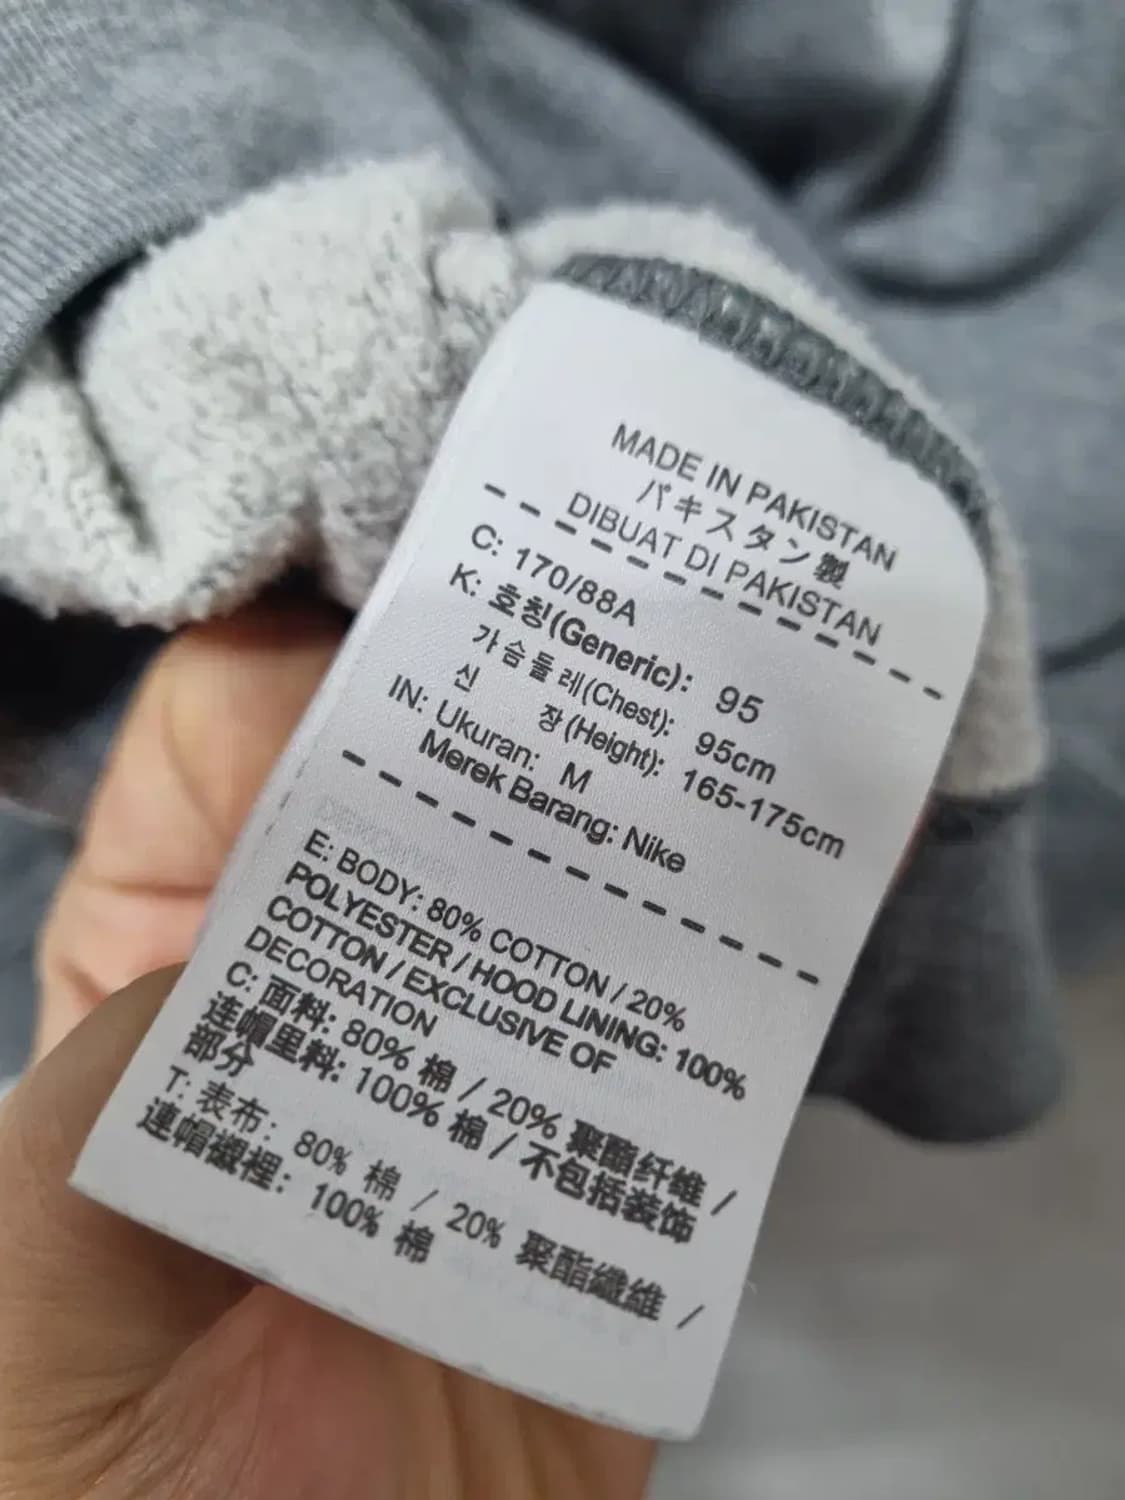 MADE IN PAKISTAN
パキスタン製
DIBUAT DI PAKISTAN
C: 170/88A
K: 호칭(Generic): 95
가슴둘레(Chest): 95cm
신 장(Height): 165-175cm
IN: Ukuran: M
Merek Barang: Nike
E: BODY: 80% COTTON / 20%
POLYESTER / HOOD LINING: 100%
COTTON / EXCLUSIVE OF
DECORATION
C: 面料: 80% 棉 / 20% 聚酯纤维 /
连帽里料: 100% 棉 / 不包括装饰
部分
T: 表布: 80% 棉 / 20% 聚酯纖維 /
連帽襯裡: 100% 棉